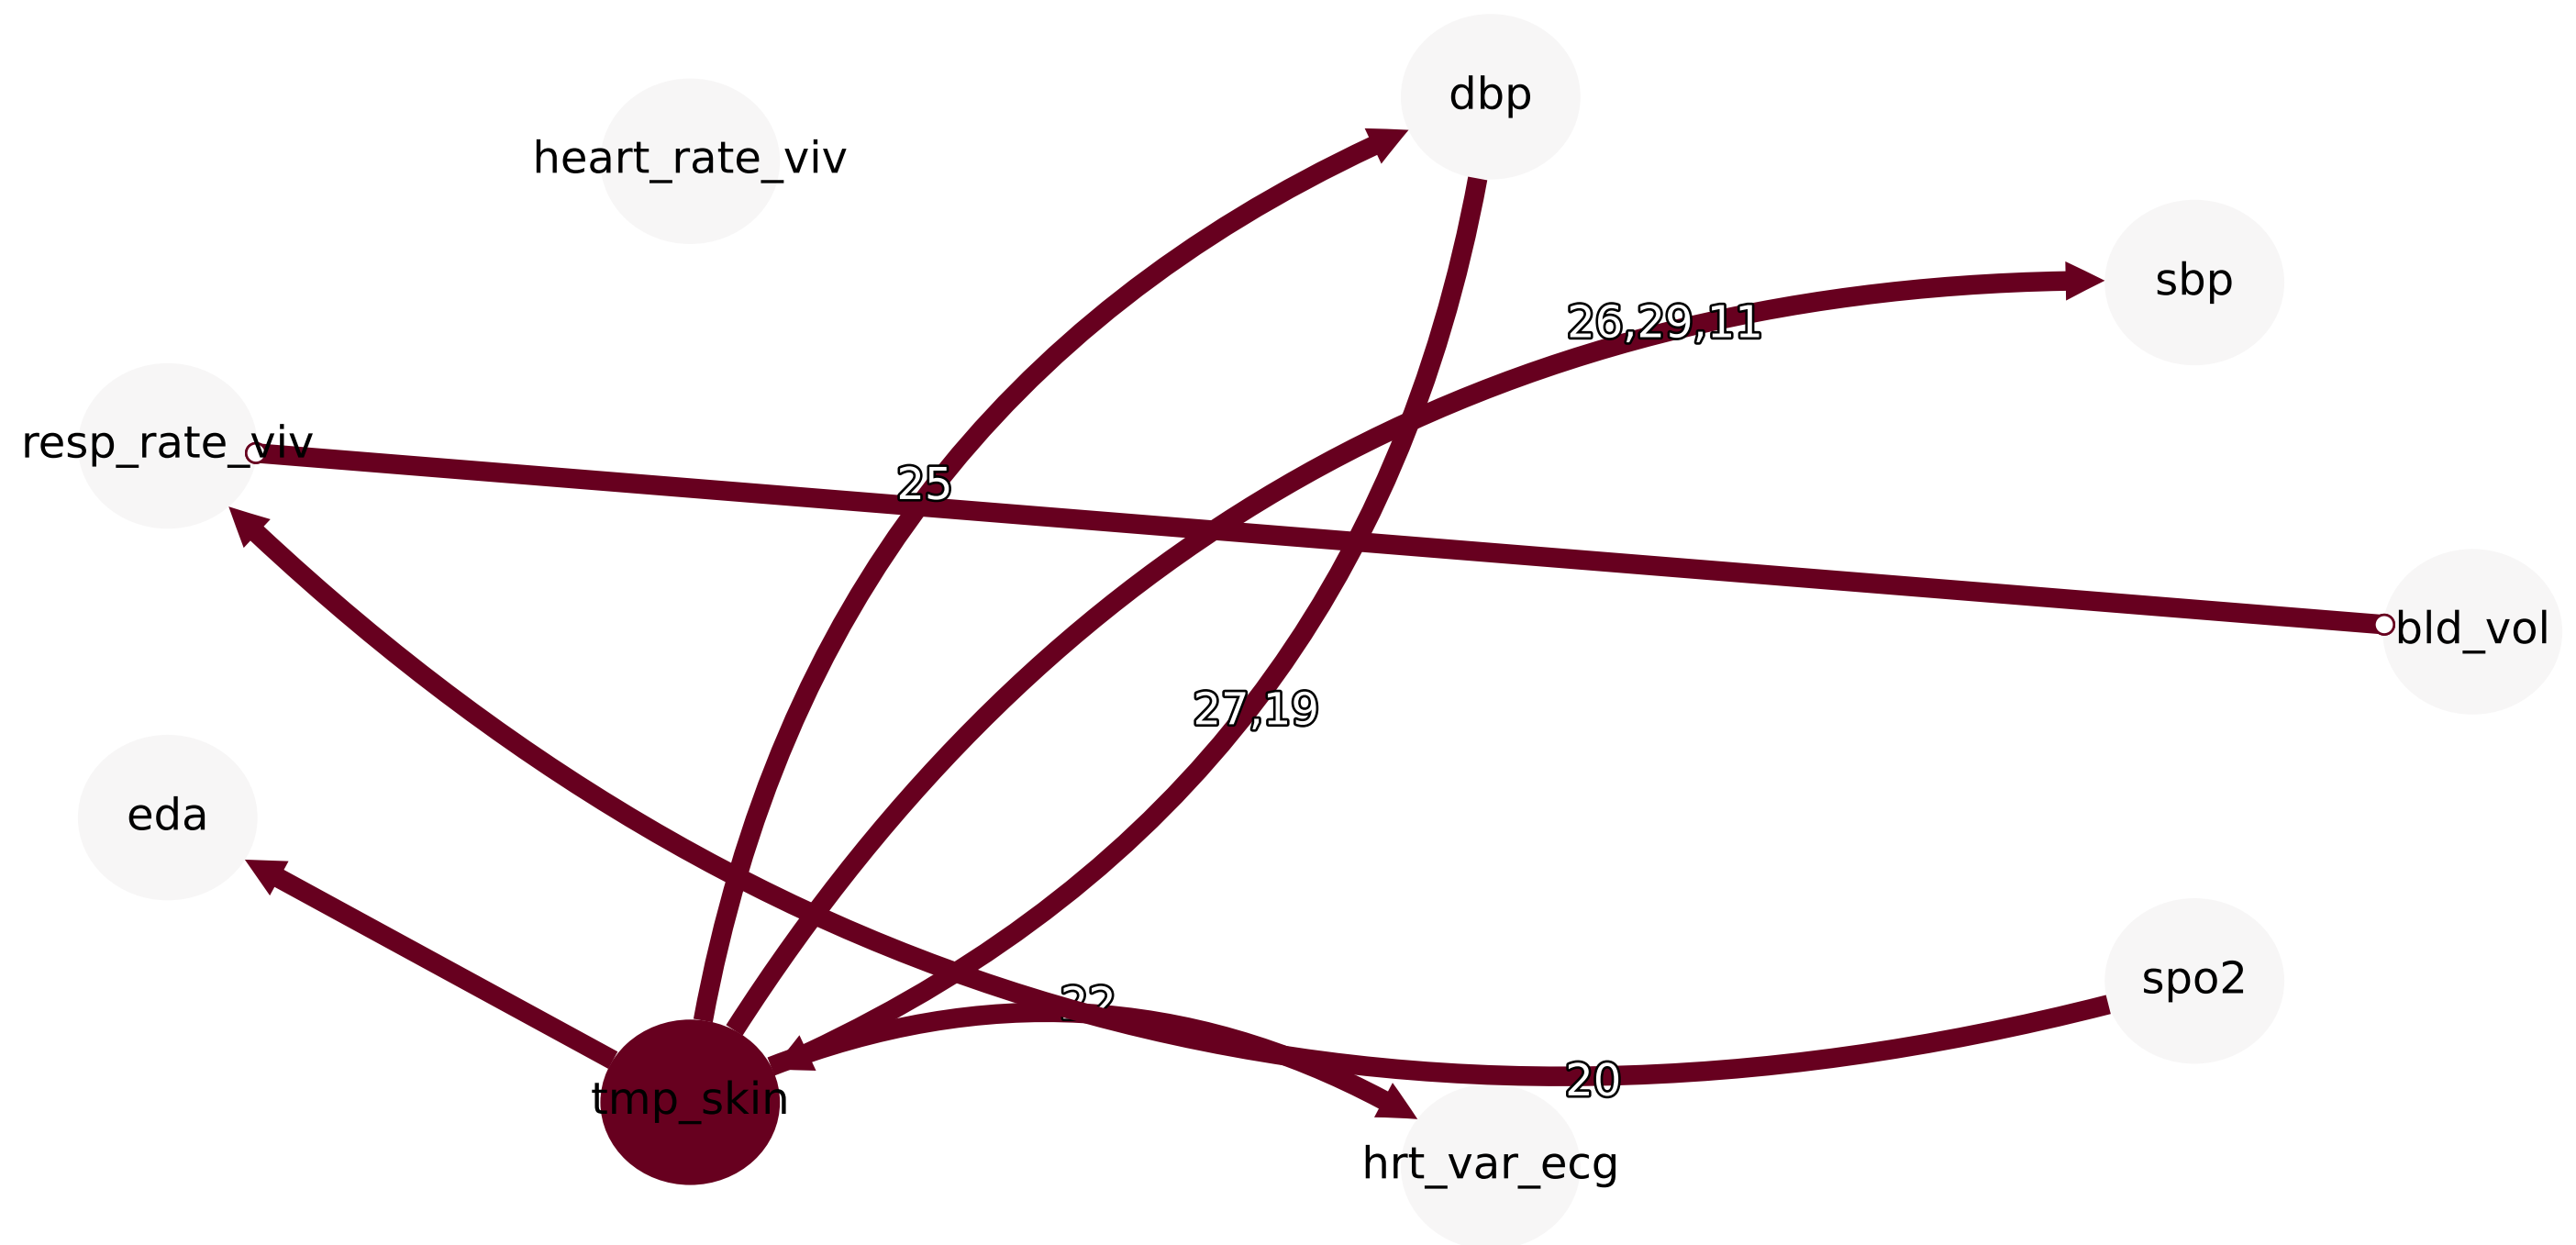 dbp
heart_rate_viv
sbp
26,29,11
resp_rate_viv
25
bld_vol
27,19
eda
spo2
22
20
tmp_skin
hrt_var_ecg